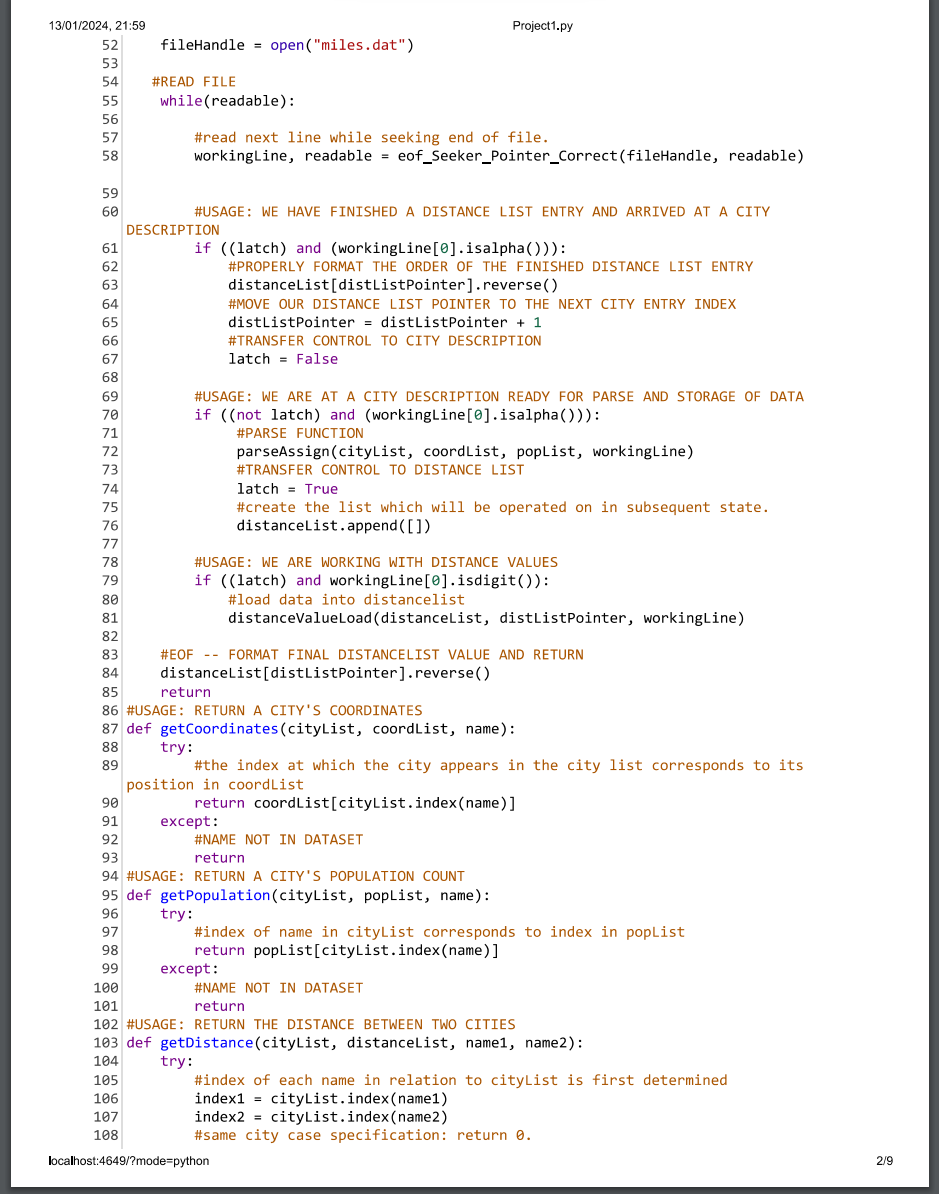 13/01/2024, 21:59 Project1.py
52 fileHandle = open("miles.dat")
53
54 #READ FILE
55 while(readable):
56
57 #read next line while seeking end of file.
58 workingLine, readable = eof_Seeker_Pointer_Correct(fileHandle, readable)
59
60 #USAGE: WE HAVE FINISHED A DISTANCE LIST ENTRY AND ARRIVED AT A CITY
DESCRIPTION
61 if ((latch) and (workingLine[0].isalpha())):
62 #PROPERLY FORMAT THE ORDER OF THE FINISHED DISTANCE LIST ENTRY
63 distanceList[distListPointer].reverse()
64 #MOVE OUR DISTANCE LIST POINTER TO THE NEXT CITY ENTRY INDEX
65 distListPointer = distListPointer + 1
66 #TRANSFER CONTROL TO CITY DESCRIPTION
67 latch = False
68
69 #USAGE: WE ARE AT A CITY DESCRIPTION READY FOR PARSE AND STORAGE OF DATA
70 if ((not latch) and (workingLine[0].isalpha())):
71 #PARSE FUNCTION
72 parseAssign(cityList, coordList, popList, workingLine)
73 #TRANSFER CONTROL TO DISTANCE LIST
74 latch = True
75 #create the list which will be operated on in subsequent state.
76 distanceList.append([])
77
78 #USAGE: WE ARE WORKING WITH DISTANCE VALUES
79 if ((latch) and workingLine[0].isdigit()):
80 #load data into distancelist
81 distanceValueLoad(distanceList, distListPointer, workingLine)
82
83 #EOF -- FORMAT FINAL DISTANCELIST VALUE AND RETURN
84 distanceList[distListPointer].reverse()
85 return
86 #USAGE: RETURN A CITY'S COORDINATES
87 def getCoordinates(cityList, coordList, name):
88 try:
89 #the index at which the city appears in the city list corresponds to its
position in coordList
90 return coordList[cityList.index(name)]
91 except:
92 #NAME NOT IN DATASET
93 return
94 #USAGE: RETURN A CITY'S POPULATION COUNT
95 def getPopulation(cityList, popList, name):
96 try:
97 #index of name in cityList corresponds to index in popList
98 return popList[cityList.index(name)]
99 except:
100 #NAME NOT IN DATASET
101 return
102 #USAGE: RETURN THE DISTANCE BETWEEN TWO CITIES
103 def getDistance(cityList, distanceList, name1, name2):
104 try:
105 #index of each name in relation to cityList is first determined
106 index1 = cityList.index(name1)
107 index2 = cityList.index(name2)
108 #same city case specification: return 0.
localhost:4649/?mode=python 2/9